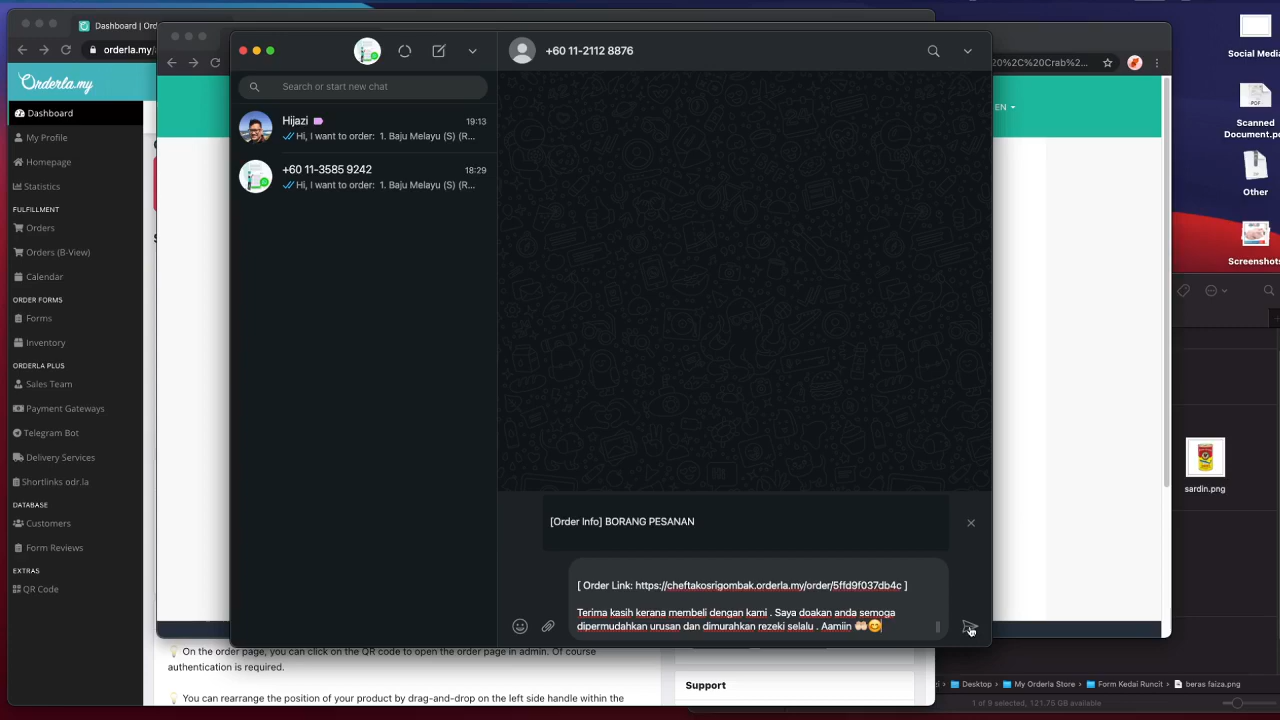 Dashboard | Or
orderla.my/
Orderla.my
Dashboard
My Profile
Homepage
Statistics
FULFILLMENT
Orders
Orders (B-View)
Calendar
ORDER FORMS
Forms
Inventory
ORDERLA PLUS
Sales Team
Payment Gateways
Telegram Bot
Delivery Services
Shortlinks odr.la
DATABASE
Customers
Form Reviews
EXTRAS
QR Code
Search or start new chat
Hijazi
19:13
Hi, I want to order: 1. Baju Melayu (S) (R...
+60 11-3585 9242
18:29
Hi, I want to order: 1. Baju Melayu (S) (R...
+60 11-2112 8876
[Order Info] BORANG PESANAN
[ Order Link: https://cheftakosrigombak.orderla.my/order/5ffd9f037db4c ]
Terima kasih kerana membeli dengan kami . Saya doakan anda semoga
dipermudahkan urusan dan dimurahkan rezeki selalu . Aamiin 🤲🏻😊
20%2C%20Crab%...
EN
On the order page, you can click on the QR code to open the order page in admin. Of course
authentication is required.
You can rearrange the position of your product by drag-and-drop on the left side handle within the
Support
Social Media
Scanned
Document.pd
Other
Screenshots
sardin.png
Desktop
My Orderla Store
Form Kedai Runcit
beras faiza.png
1 of 9 selected, 121.75 GB available